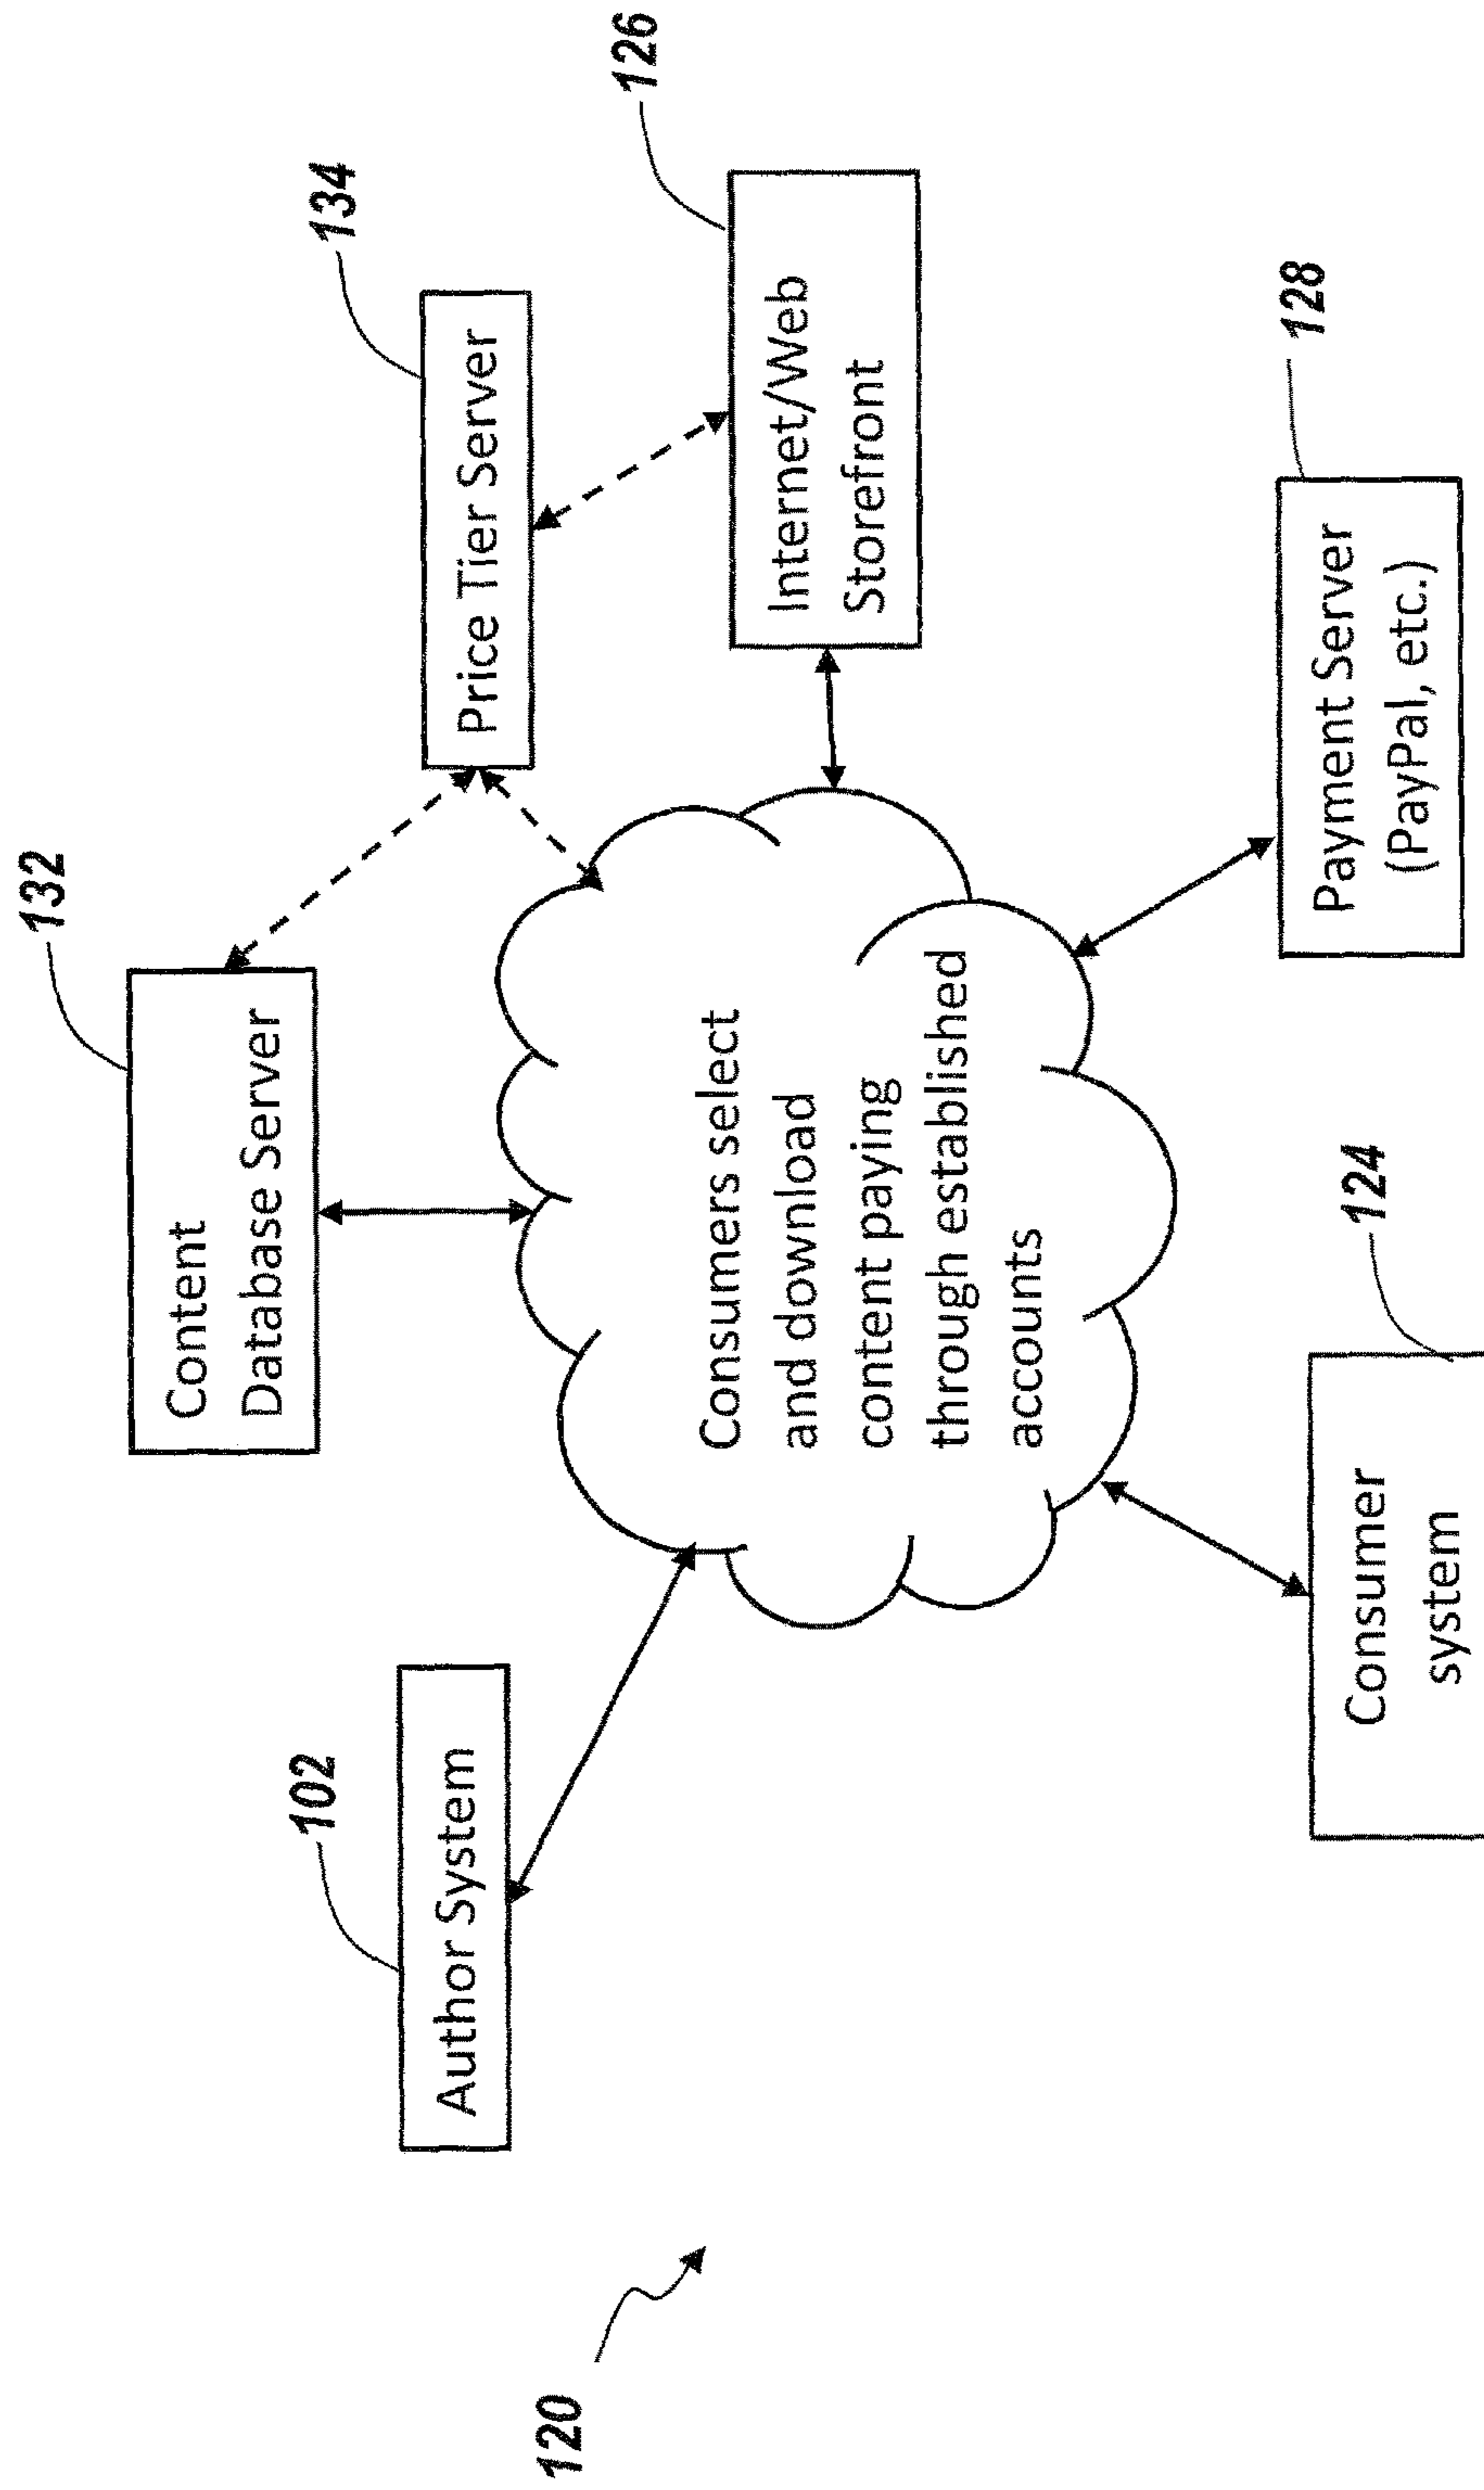 132
Content
Database Server
134
Price Tier Server
102
Author System
126
Internet/Web
Storefront
Consumers select
and download
content paying
through established
accounts
120
124
Consumer
system
128
Payment Server
(PayPal, etc.)